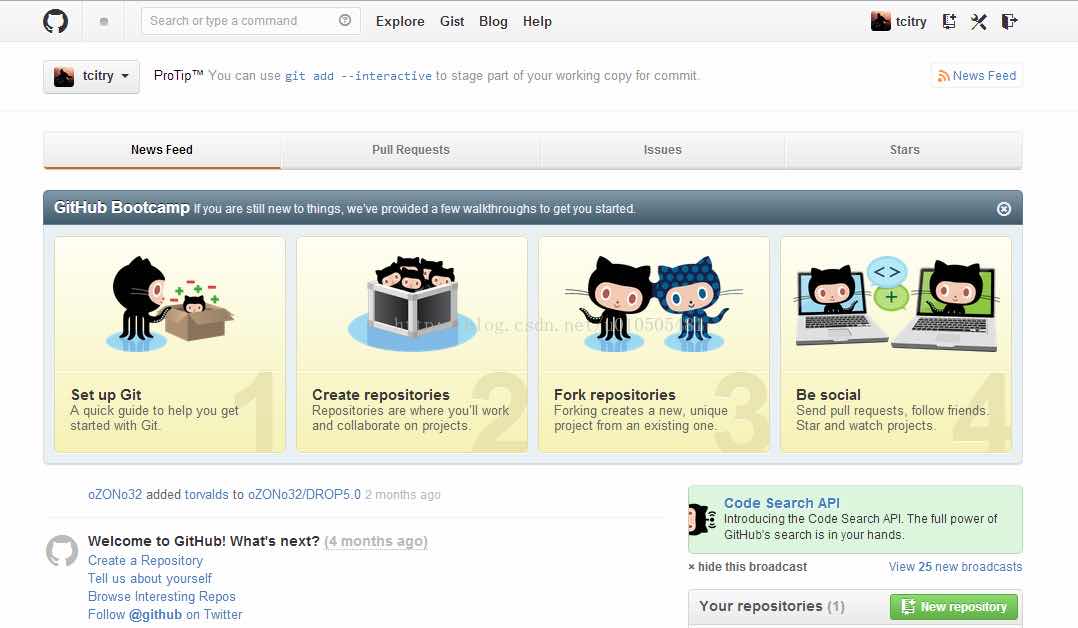 Search or type a command
Explore Gist Blog Help
tcitry
tcitry
ProTip™ You can use git add --interactive to stage part of your working copy for commit.
News Feed
News Feed
Pull Requests
Issues
Stars
GitHub Bootcamp If you are still new to things, we've provided a few walkthroughs to get you started.
1
Set up Git
A quick guide to help you get
started with Git.
2
Create repositories
Repositories are where you'll work
and collaborate on projects.
3
Fork repositories
Forking creates a new, unique
project from an existing one.
4
Be social
Send pull requests, follow friends.
Star and watch projects.
oZONo32 added torvalds to oZONo32/DROP5.0 2 months ago
Welcome to GitHub! What's next? (4 months ago)
Create a Repository
Tell us about yourself
Browse Interesting Repos
Follow @github on Twitter
Code Search API
Introducing the Code Search API. The full power of
GitHub's search is in your hands.
× hide this broadcast
View 25 new broadcasts
Your repositories (1)
New repository